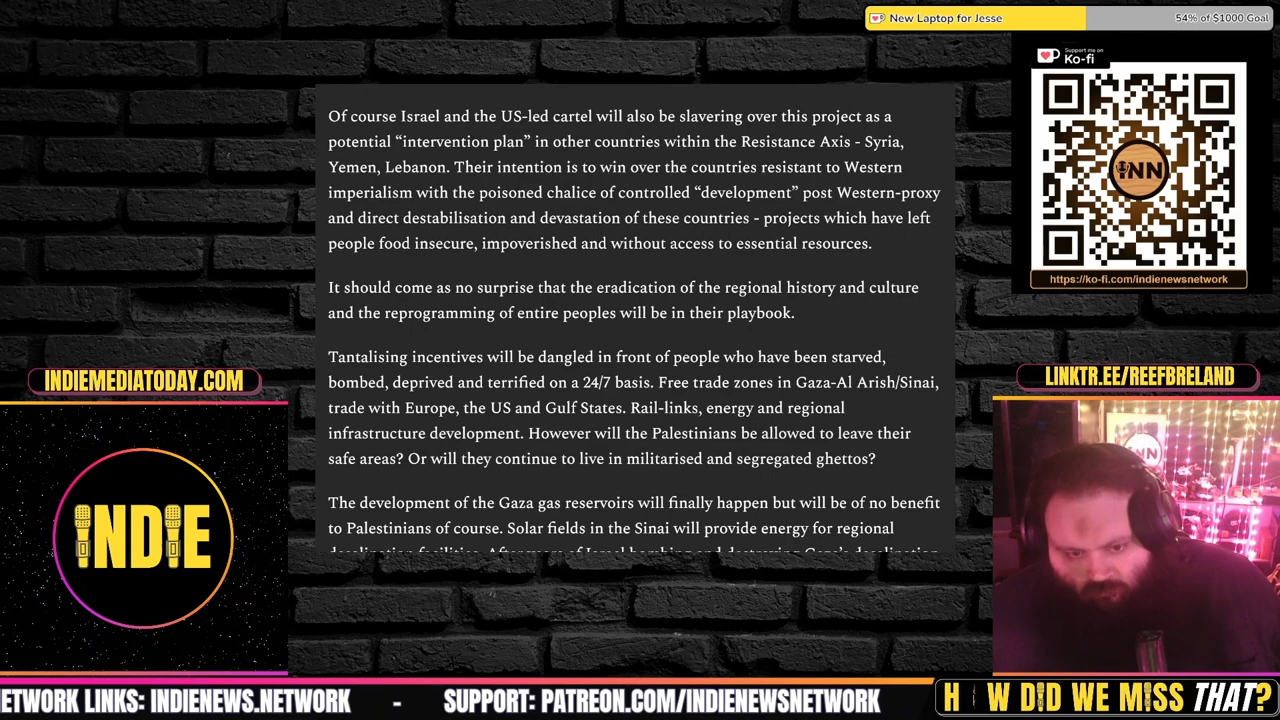 New Laptop for Jesse
54% of $1000 Goal
Support me on
Ko-fi
iNN
https://ko-fi.com/indienewsnetwork
Of course Israel and the US-led cartel will also be slavering over this project as a
potential “intervention plan” in other countries within the Resistance Axis - Syria,
Yemen, Lebanon. Their intention is to win over the countries resistant to Western
imperialism with the poisoned chalice of controlled “development” post Western-proxy
and direct destabilisation and devastation of these countries - projects which have left
people food insecure, impoverished and without access to essential resources.
It should come as no surprise that the eradication of the regional history and culture
and the reprogramming of entire peoples will be in their playbook.
Tantalising incentives will be dangled in front of people who have been starved,
bombed, deprived and terrified on a 24/7 basis. Free trade zones in Gaza-Al Arish/Sinai,
trade with Europe, the US and Gulf States. Rail-links, energy and regional
infrastructure development. However will the Palestinians be allowed to leave their
safe areas? Or will they continue to live in militarised and segregated ghettos?
The development of the Gaza gas reservoirs will finally happen but will be of no benefit
to Palestinians of course. Solar fields in the Sinai will provide energy for regional
INDIEMEDIATODAY.COM
INDIE
LINKTR.EE/REEFBRELAND
ETWORK LINKS: INDIENEWS.NETWORK - SUPPORT: PATREON.COM/INDIENEWSNETWORK
HOW DID WE MISS THAT?